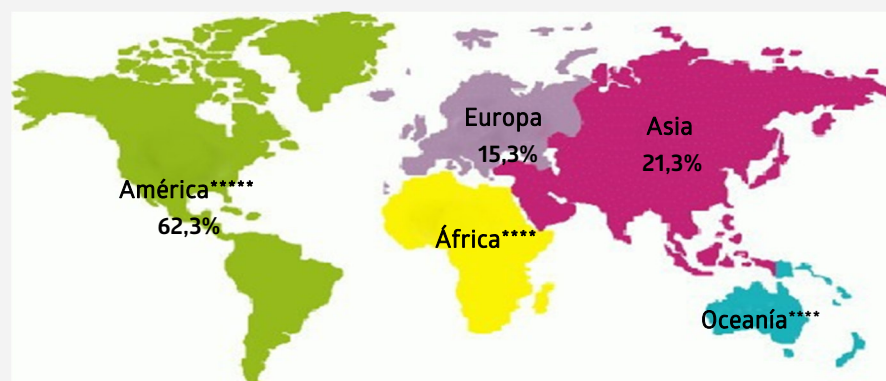 América*****
62,3%
Europa
15,3%
Asia
21,3%
África****
Oceanía****